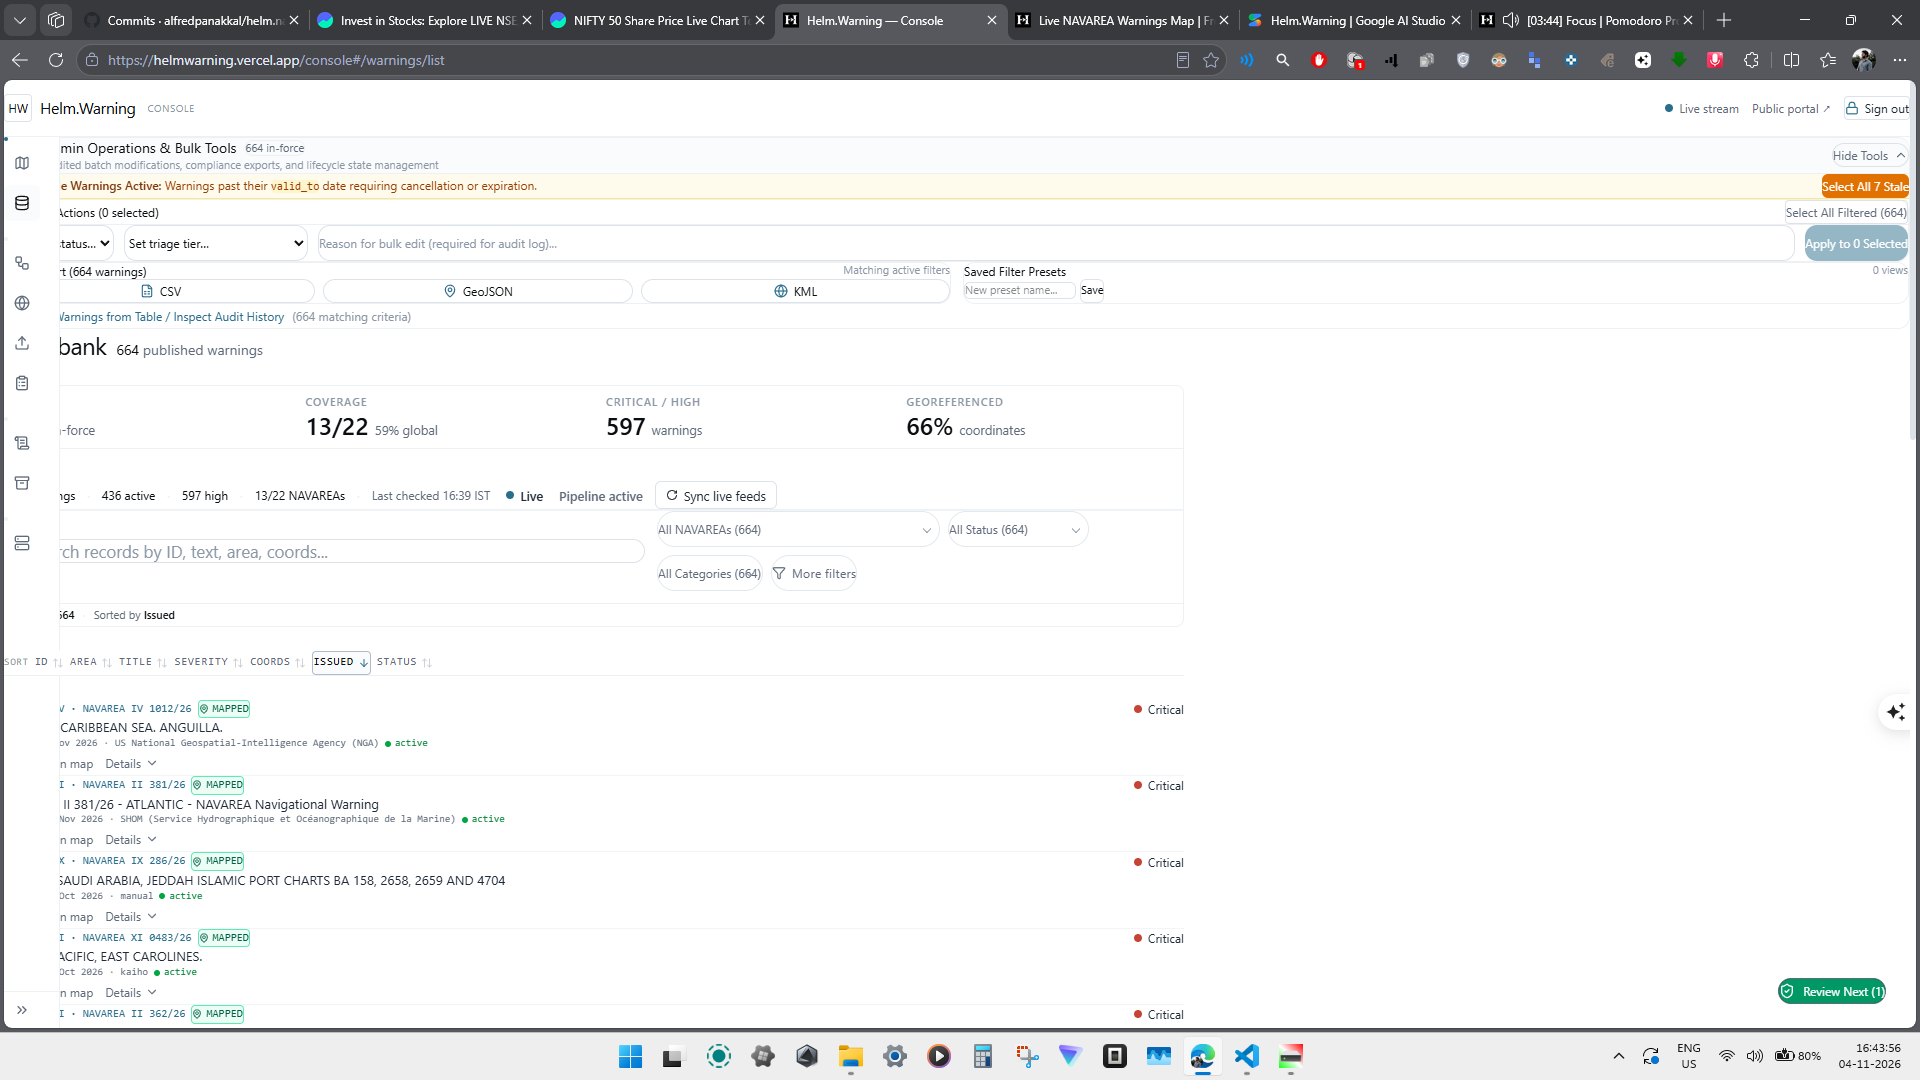 Commits · alfredpanakkal/helm.n
Invest in Stocks: Explore LIVE NSE
NIFTY 50 Share Price Live Chart To
Helm.Warning — Console
Live NAVAREA Warnings Map | Fr
Helm.Warning | Google AI Studio
[03:44] Focus | Pomodoro Pr
https://helmwarning.vercel.app/console#/warnings/list
HW Helm.Warning CONSOLE
Live stream Public portal ↗ Sign out
min Operations & Bulk Tools 664 in-force
Hide Tools
dited batch modifications, compliance exports, and lifecycle state management
e Warnings Active: Warnings past their valid_to date requiring cancellation or expiration.
Select All 7 Stale
Actions (0 selected)
Select All Filtered (664)
status... Set triage tier... Reason for bulk edit (required for audit log)... Apply to 0 Selected
rt (664 warnings) Matching active filters Saved Filter Presets 0 views
CSV GeoJSON KML New preset name... Save
Warnings from Table / Inspect Audit History (664 matching criteria)
bank 664 published warnings
COVERAGE CRITICAL / HIGH GEOREFERENCED
n-force 13/22 59% global 597 warnings 66% coordinates
ngs 436 active 597 high 13/22 NAVAREAs Last checked 16:39 IST Live Pipeline active Sync live feeds
All NAVAREAs (664) All Status (664)
rch records by ID, text, area, coords...
All Categories (664) More filters
664 Sorted by Issued
SORT ID AREA TITLE SEVERITY COORDS ISSUED ↓ STATUS
V · NAVAREA IV 1012/26 MAPPED Critical
CARIBBEAN SEA. ANGUILLA.
ov 2026 · US National Geospatial-Intelligence Agency (NGA) active
n map Details
I · NAVAREA II 381/26 MAPPED Critical
II 381/26 - ATLANTIC - NAVAREA Navigational Warning
Nov 2026 · SHOM (Service Hydrographique et Océanographique de la Marine) active
n map Details
X · NAVAREA IX 286/26 MAPPED Critical
SAUDI ARABIA, JEDDAH ISLAMIC PORT CHARTS BA 158, 2658, 2659 AND 4704
Oct 2026 · manual active
n map Details
I · NAVAREA XI 0483/26 MAPPED Critical
ACIFIC, EAST CAROLINES.
Oct 2026 · kaiho active
n map Details
Review Next (1)
I · NAVAREA II 362/26 MAPPED Critical
ENG
US
80%
16:43:56
04-11-2026